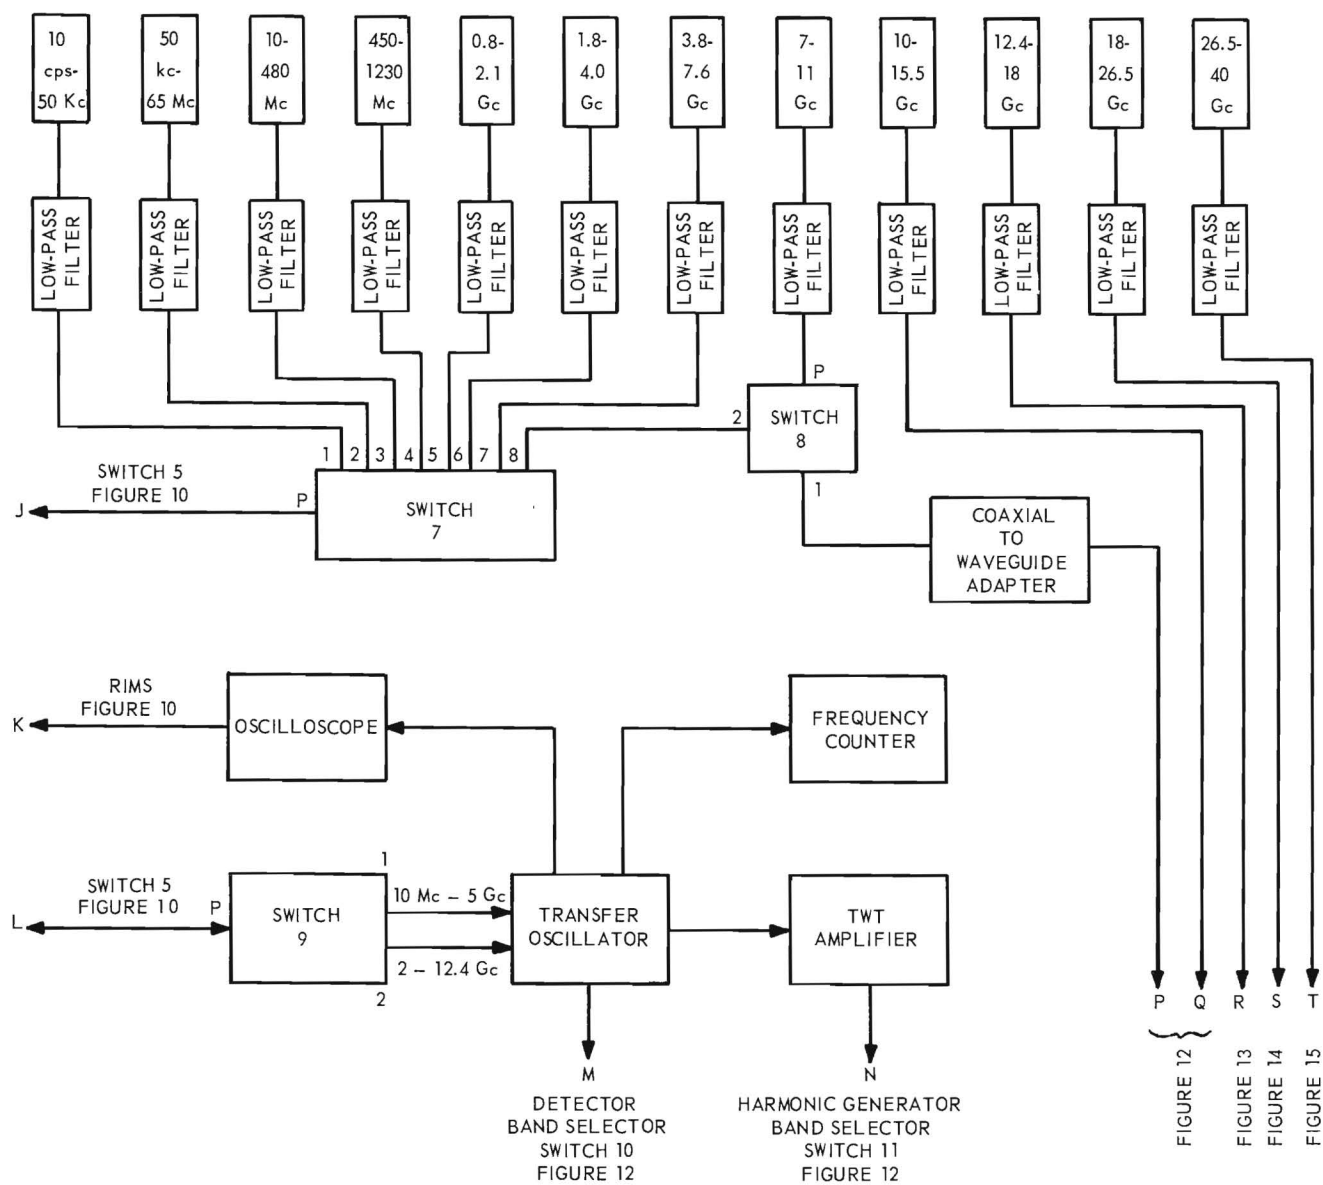 10 cps- 50 Kc
50 kc- 65 Mc
10- 480 Mc
450- 1230 Mc
0.8- 2.1 Gc
1.8- 4.0 Gc
3.8- 7.6 Gc
7- 11 Gc
10- 15.5 Gc
12.4- 18 Gc
18- 26.5 Gc
26.5- 40 Gc
LOW-PASS FILTER
LOW-PASS FILTER
LOW-PASS FILTER
LOW-PASS FILTER
LOW-PASS FILTER
LOW-PASS FILTER
LOW-PASS FILTER
LOW-PASS FILTER
LOW-PASS FILTER
LOW-PASS FILTER
LOW-PASS FILTER
LOW-PASS FILTER
P
2
SWITCH
8
1
1 2 3 4 5 6 7 8
SWITCH 5
FIGURE 10
J
P
SWITCH
7
COAXIAL
TO
WAVEGUIDE
ADAPTER
RIMS
FIGURE 10
K
OSCILLOSCOPE
FREQUENCY
COUNTER
SWITCH 5
FIGURE 10
L
P
SWITCH
9
1
10 Mc – 5 Gc
2 – 12.4 Gc
2
TRANSFER
OSCILLATOR
TWT
AMPLIFIER
M
DETECTOR
BAND SELECTOR
SWITCH 10
FIGURE 12
N
HARMONIC GENERATOR
BAND SELECTOR
SWITCH 11
FIGURE 12
P Q R S T
FIGURE 12
FIGURE 13
FIGURE 14
FIGURE 15